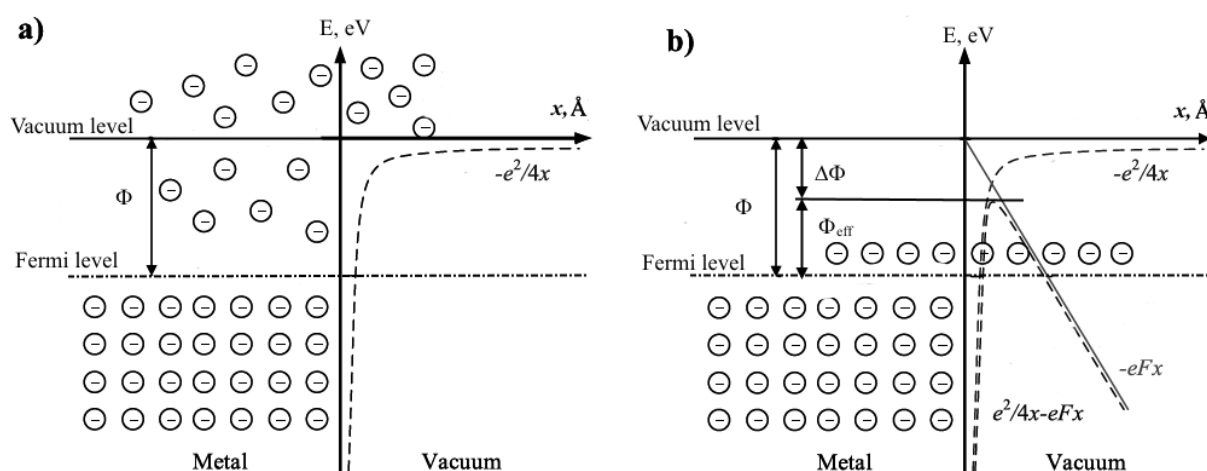 a)
E, eV
x, Å
Vacuum level
-e²/4x
Φ
Fermi level
Metal
Vacuum
b)
E, eV
x, Å
Vacuum level
-e²/4x
ΔΦ
Φ
Φeff
Fermi level
-eFx
e²/4x-eFx
Metal
Vacuum